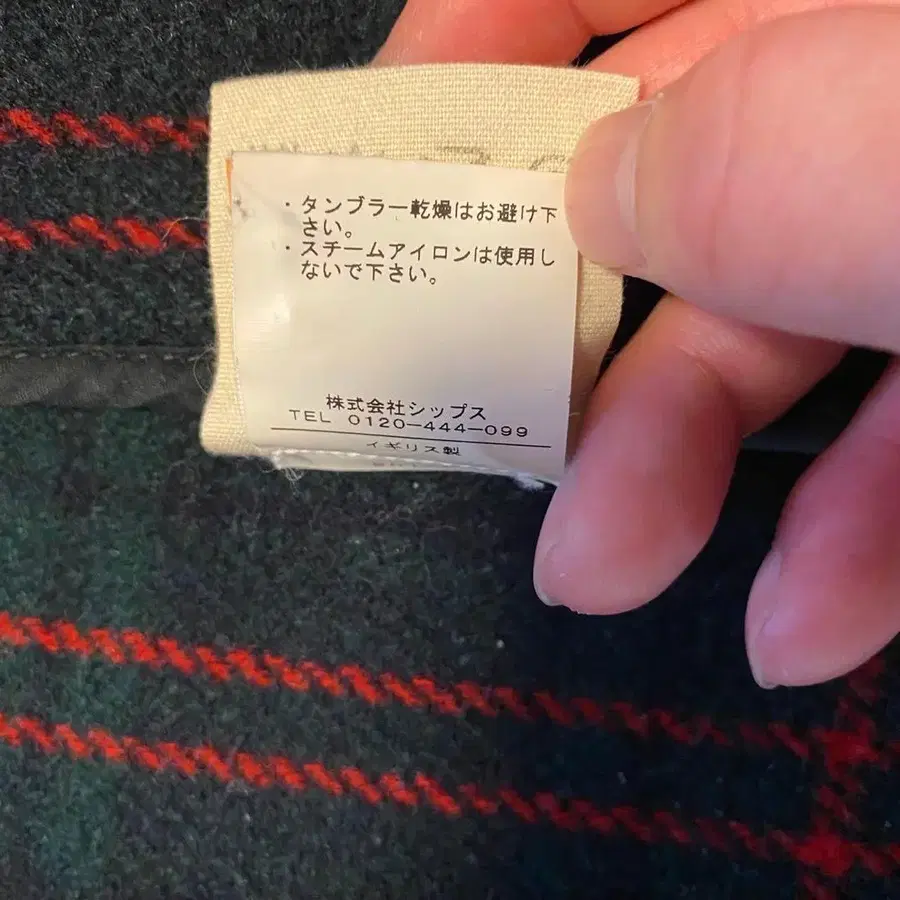 ・タンブラー乾燥はお避け下
さい。
・スチームアイロンは使用し
ないで下さい。
株式会社シップス
TEL 0120-444-099
イギリス製